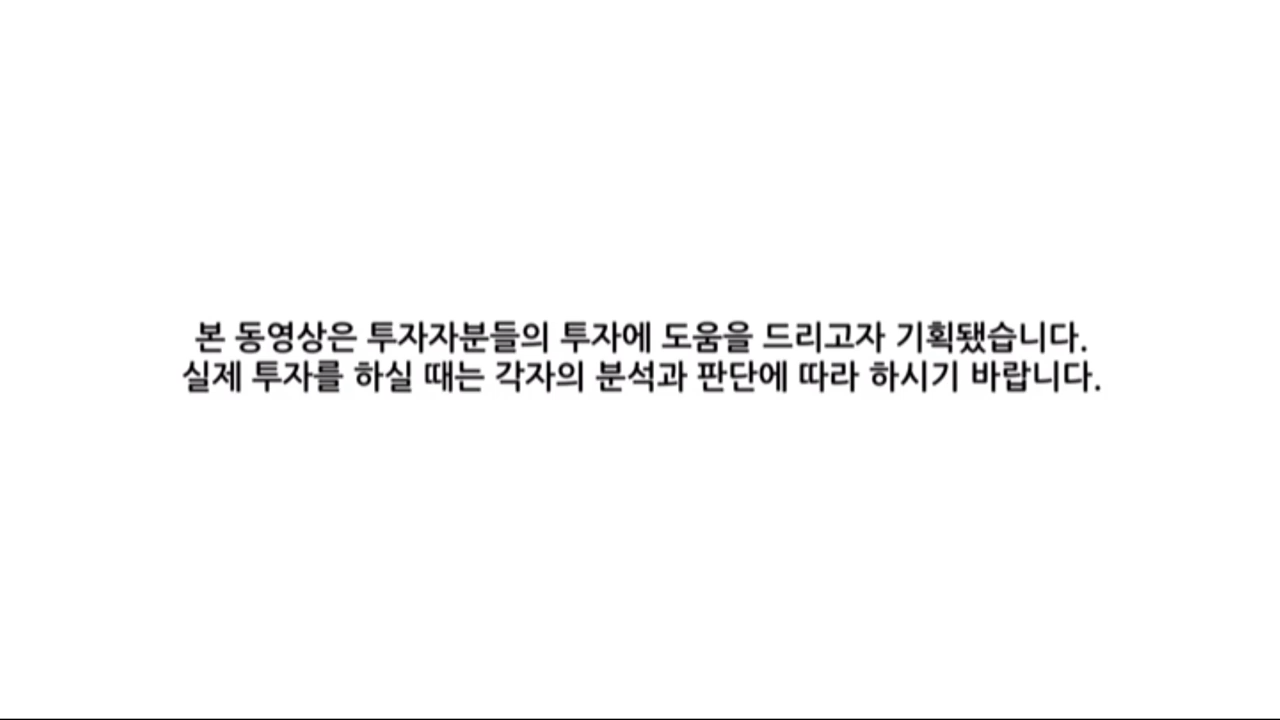 본 동영상은 투자자분들의 투자에 도움을 드리고자 기획됐습니다.
실제 투자를 하실 때는 각자의 분석과 판단에 따라 하시기 바랍니다.